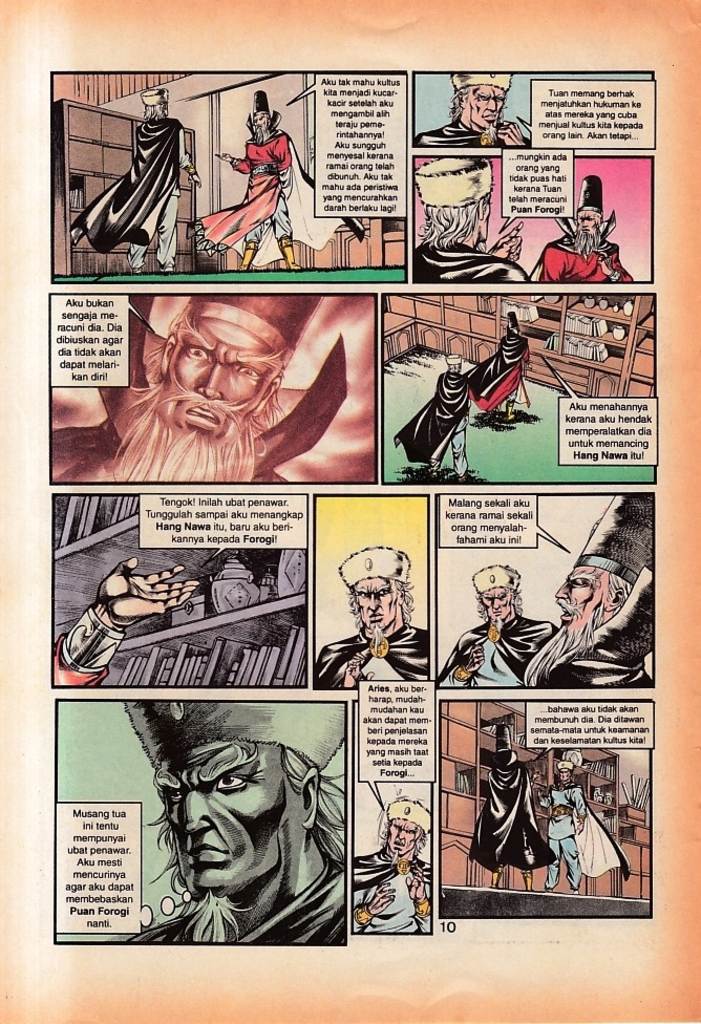 Aku tak mahu kultus
kita menjadi kucar-
kacir setelah aku
mengambil alih
teraju peme-
rintahannya!
Aku sungguh
menyesal kerana
ramai orang telah
dibunuh. Aku tak
mahu ada peristiwa
yang mencurahkan
darah berlaku lagi!
Tuan memang berhak
menjatuhkan hukuman ke
atas mereka yang cuba
menjual kultus kita kepada
orang lain. Akan tetapi...
...mungkin ada
orang yang
tidak puas hati
kerana Tuan
telah meracuni
Puan Forogi!
Aku bukan
sengaja me-
racuni dia. Dia
dibiuskan agar
dia tidak akan
dapat melari-
kan diri!
Aku menahannya
kerana aku hendak
memperalatkan dia
untuk memancing
Hang Nawa itu!
Tengok! Inilah ubat penawar.
Tunggulah sampai aku menangkap
Hang Nawa itu, baru aku beri-
kannya kepada Forogi!
Malang sekali aku
kerana ramai sekali
orang menyalah-
fahami aku ini!
Musang tua
ini tentu
mempunyai
ubat penawar.
Aku mesti
mencurinya
agar aku dapat
membebaskan
Puan Forogi
nanti.
Aries, aku ber-
harap, mudah-
mudahan kau
akan dapat mem-
beri penjelasan
kepada mereka
yang masih taat
setia kepada
Forogi...
...bahawa aku tidak akan
membunuh dia. Dia ditawan
semata-mata untuk keamanan
dan keselamatan kultus kita!
10